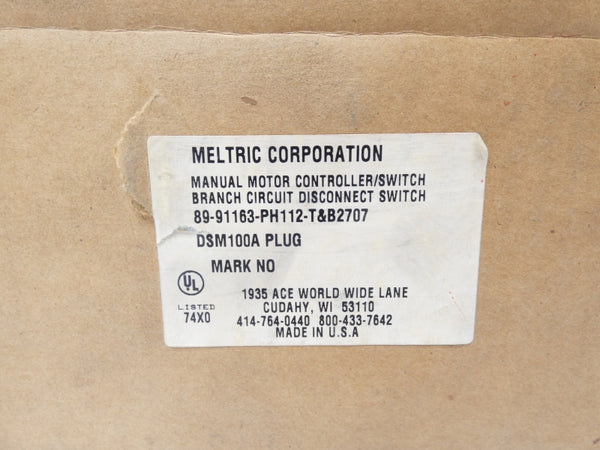 MELTRIC CORPORATION
MANUAL MOTOR CONTROLLER/SWITCH
BRANCH CIRCUIT DISCONNECT SWITCH
89-91163-PH112-T&B2707
DSM100A PLUG
MARK NO
UL
LISTED
74X0
1935 ACE WORLD WIDE LANE
CUDAHY, WI 53110
414-764-0440 800-433-7642
MADE IN U.S.A